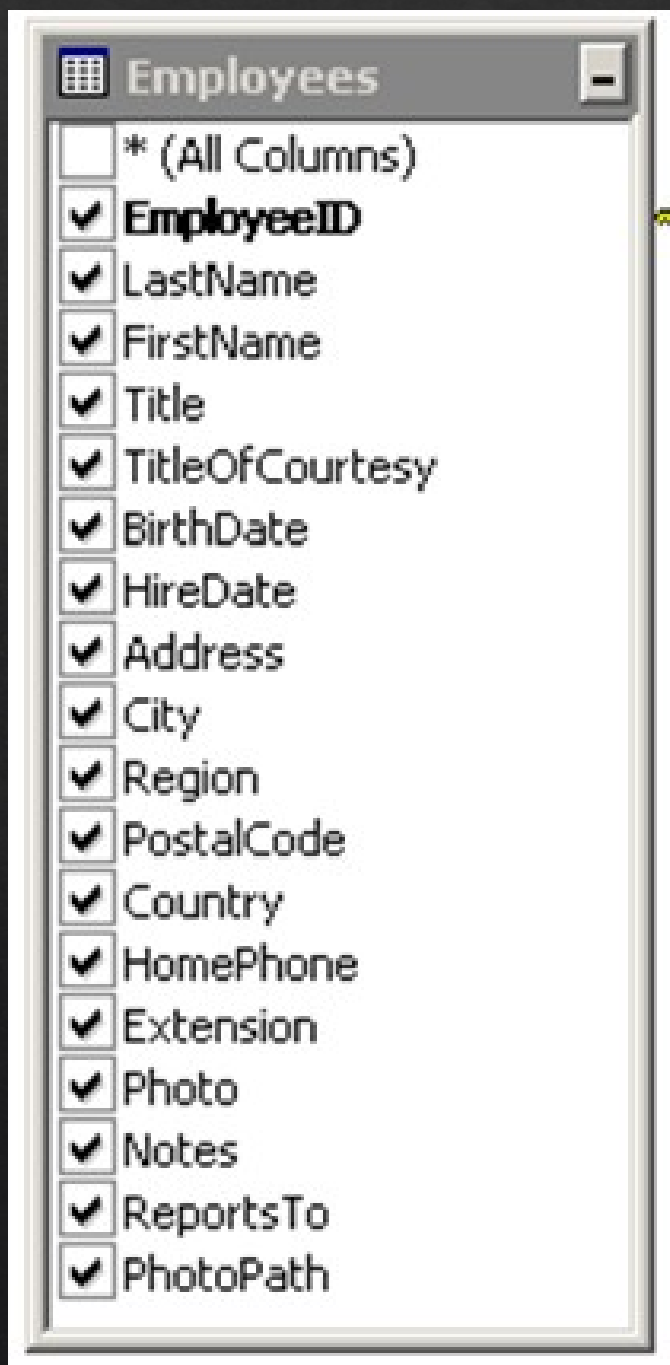 Employees
* (All Columns)
EmployeeID
LastName
FirstName
Title
TitleOfCourtesy
BirthDate
HireDate
Address
City
Region
PostalCode
Country
HomePhone
Extension
Photo
Notes
ReportsTo
PhotoPath